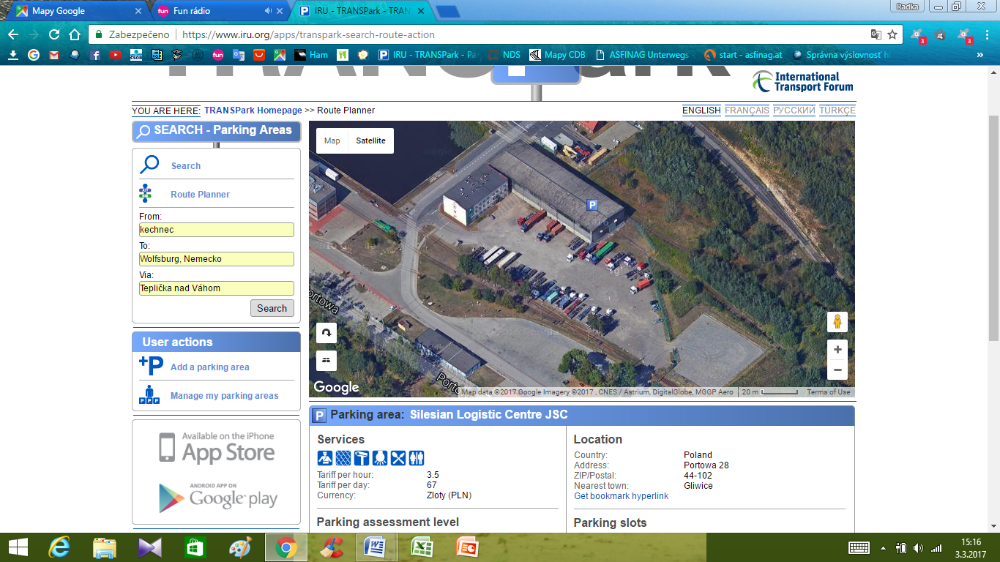 Mapy Google
Fun rádio
IRU - TRANSPark - TRAN
Radka
Zabezpečeno
https://www.iru.org/apps/transpark-search-route-action
Ham
IRU - TRANSPark - Par
NDS
Mapy CDB
ASFINAG Unterwegs
start - asfinag.at
Správna výslovnosť hl
»
International
Transport Forum
YOU ARE HERE: TRANSPark Homepage >> Route Planner
ENGLISH FRANÇAIS РУССКИЙ TÜRKÇE
SEARCH - Parking Areas
Search
Route Planner
From:
kechnec
To:
Wolfsburg, Nemecko
Via:
Teplička nad Váhom
Search
User actions
Add a parking area
Manage my parking areas
Available on the iPhone
App Store
ANDROID APP ON
Google play
Map Satellite
P
Google
Map data ©2017 Google Imagery ©2017 , CNES / Astrium, DigitalGlobe, MGGP Aero
20 m
Terms of Use
P Parking area: Silesian Logistic Centre JSC
Services
Tariff per hour: 3.5
Tariff per day: 67
Currency: Zloty (PLN)
Parking assessment level
Location
Country: Poland
Address: Portowa 28
ZIP/Postal: 44-102
Nearest town: Gliwice
Get bookmark hyperlink
Parking slots
15:16
3.3.2017